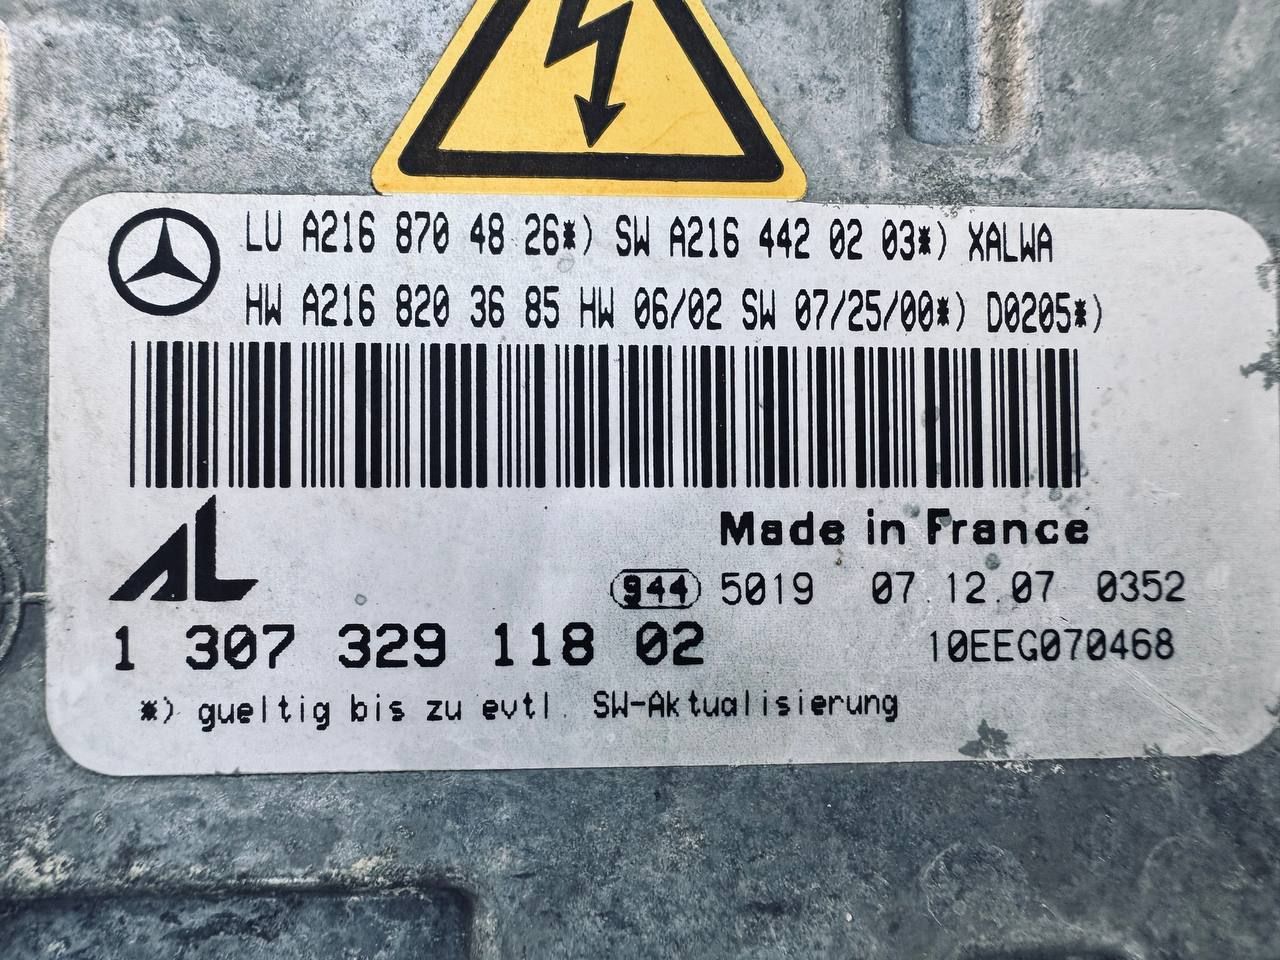 LU A216 870 48 26*) SW A216 442 02 03*) XALWA
HW A216 820 36 85 HW 06/02 SW 07/25/00*) D0205*)
AL
Made in France
944 5019 07.12.07 0352
1 307 329 118 02
10EEG070468
*) gueltig bis zu evtl. SW-Aktualisierung